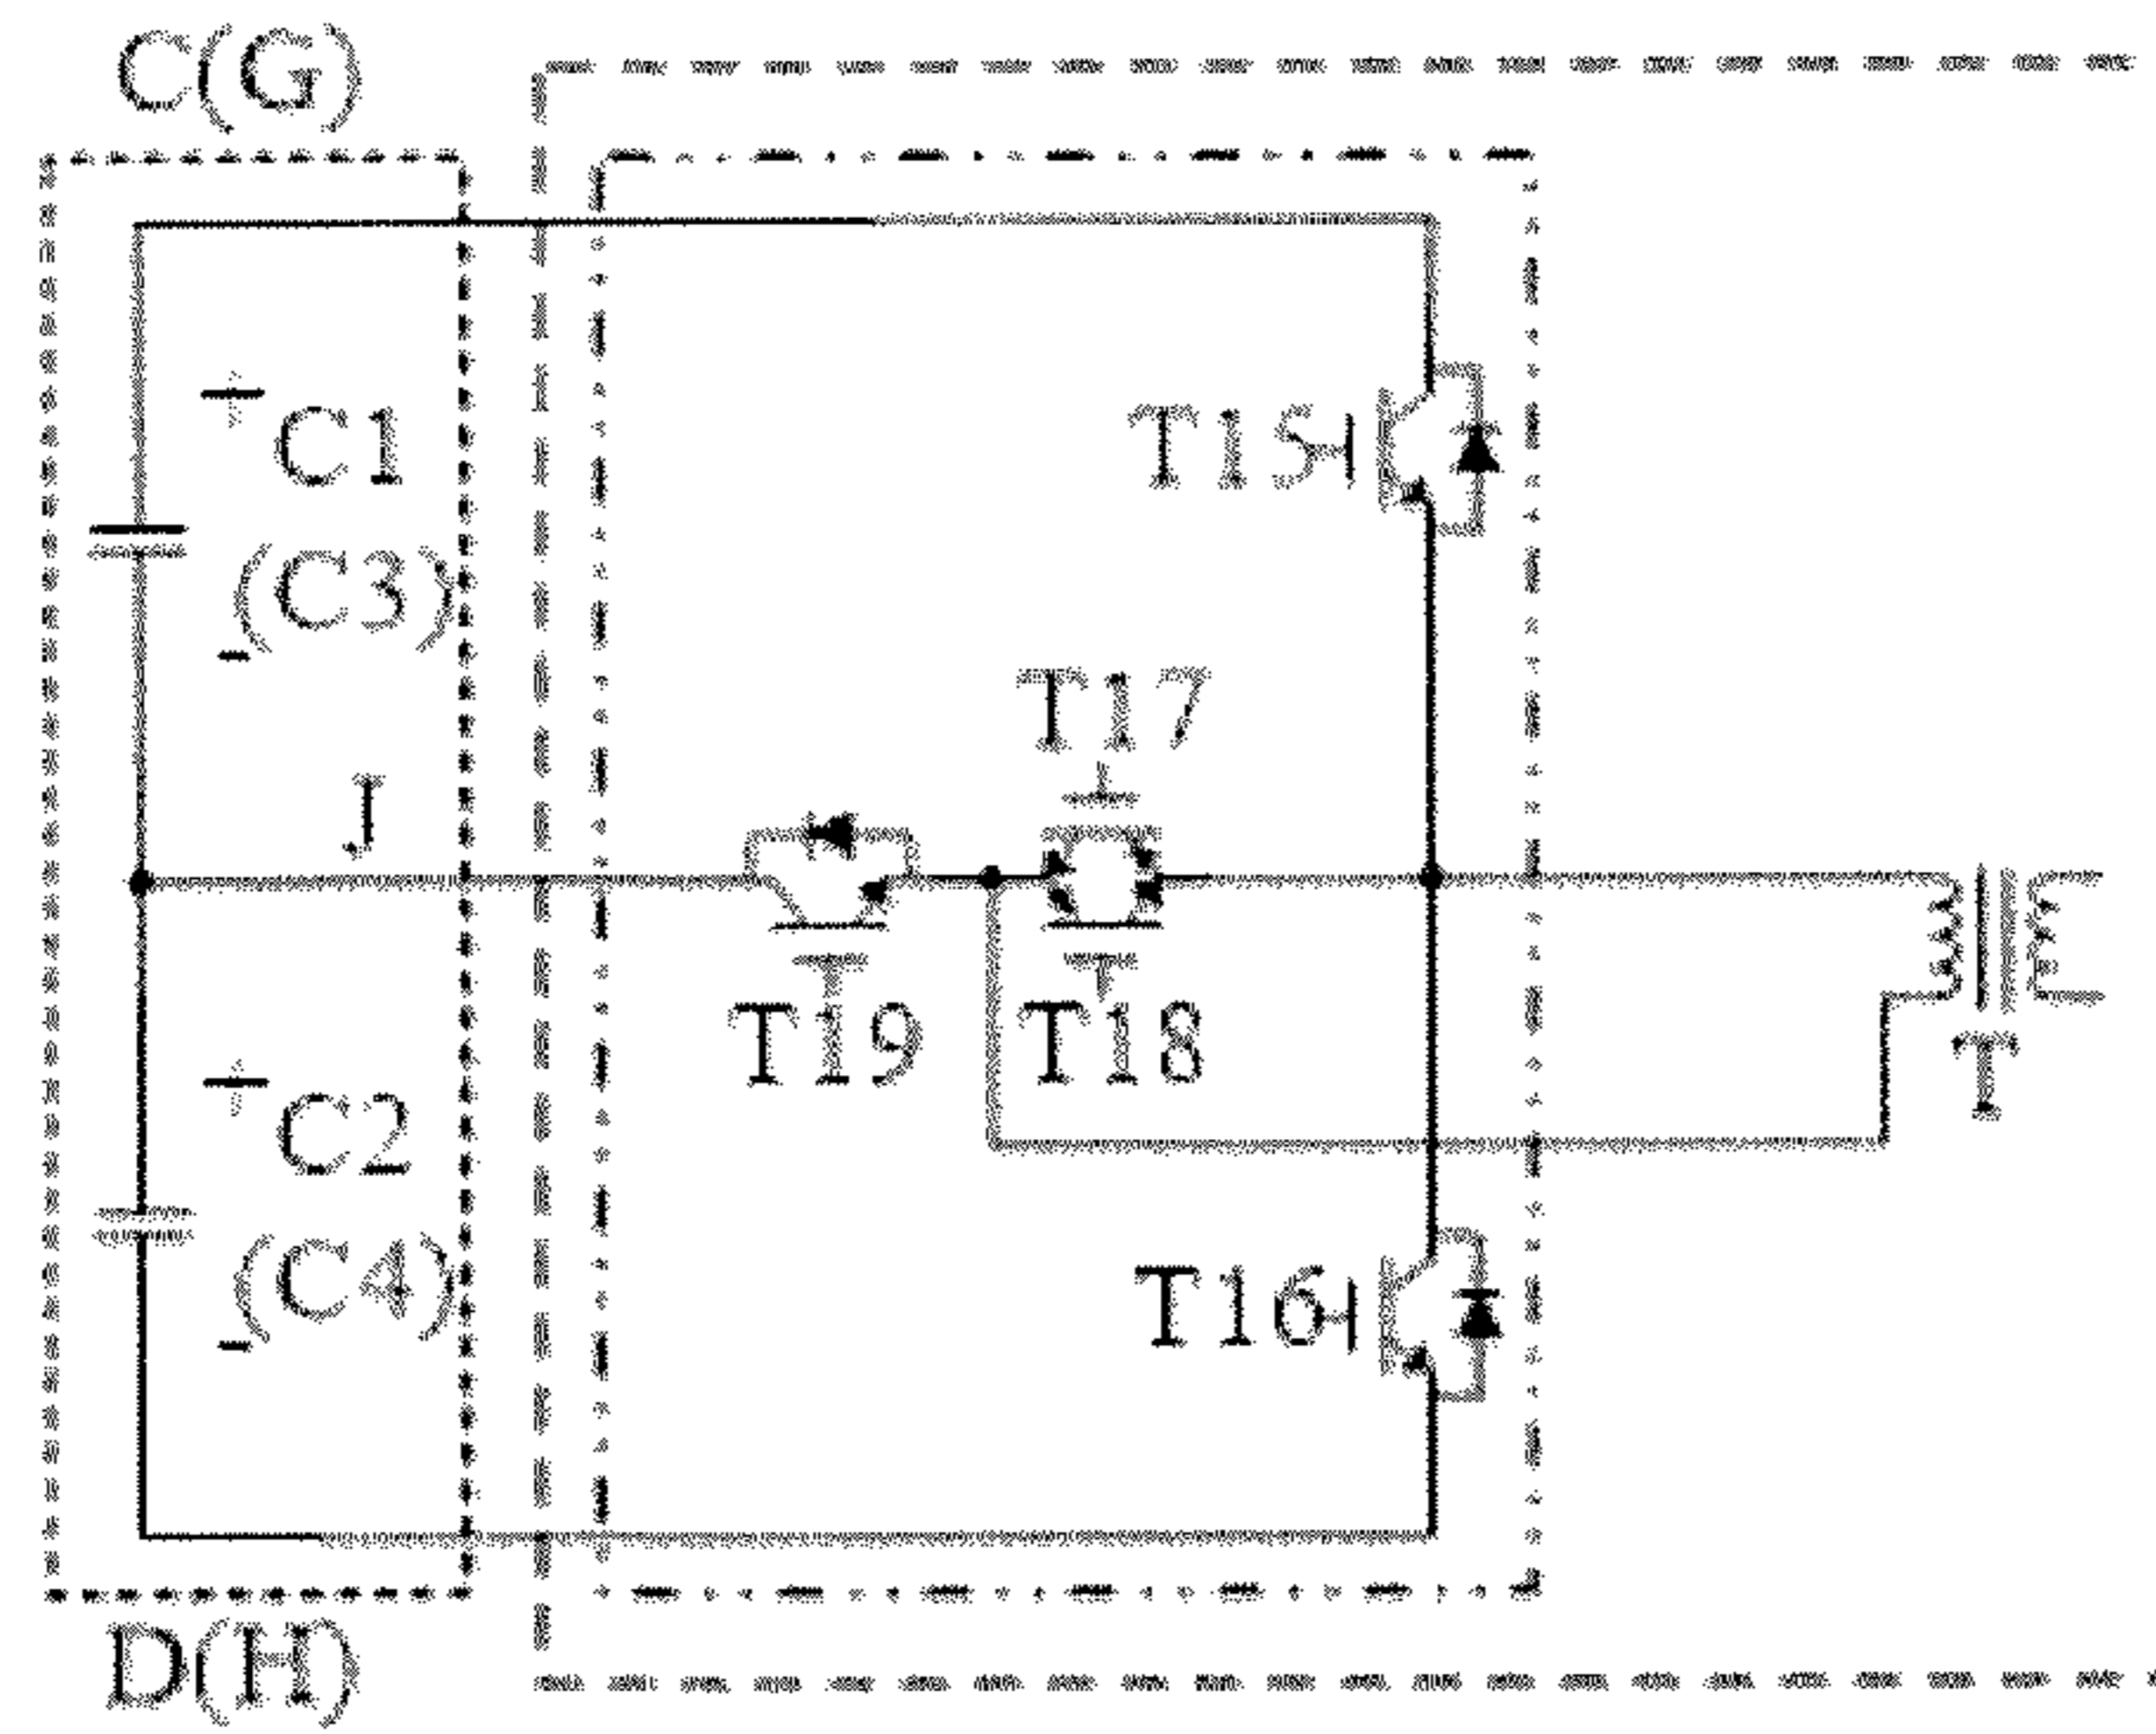 C(G)
+
C1
T15
(C3)
-
T17
J
T19
T18
T
+
C2
(C4)
T16
-
D(H)